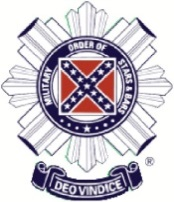 MILITARY ORDER OF STARS & BARS
®
DEO VINDICE